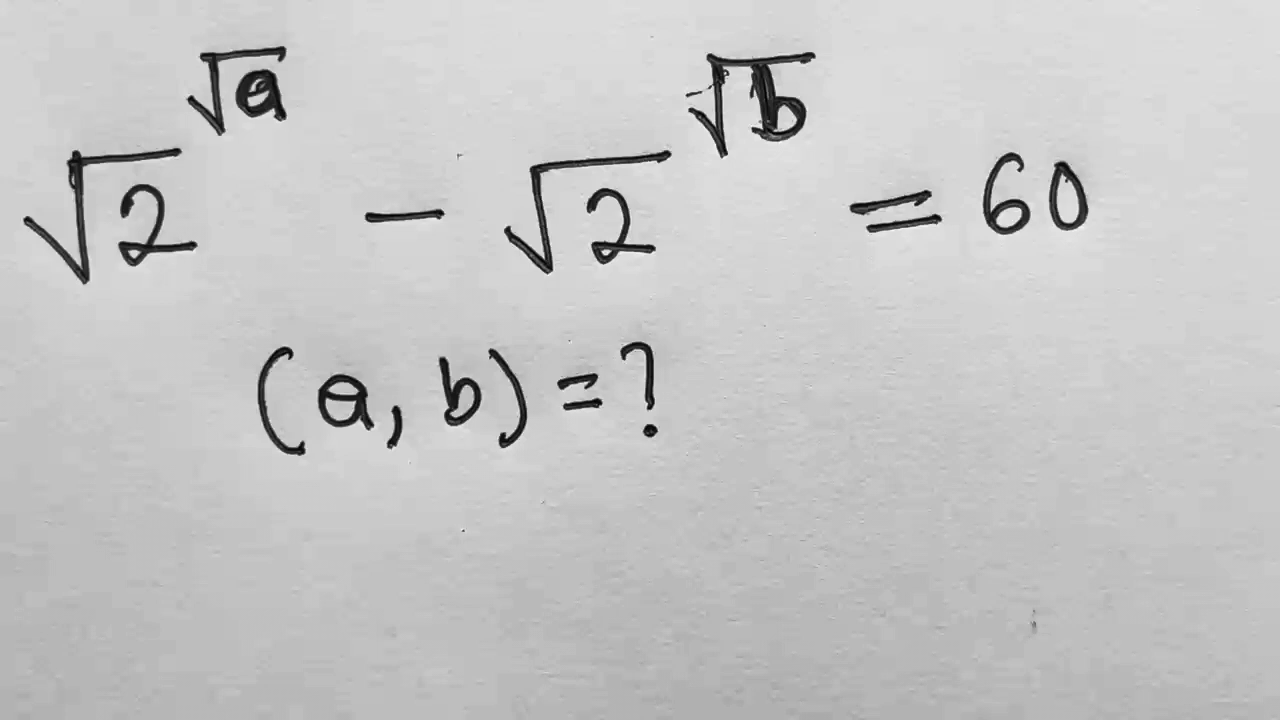 √2^√a − √2^√b = 60
(a, b) = ?